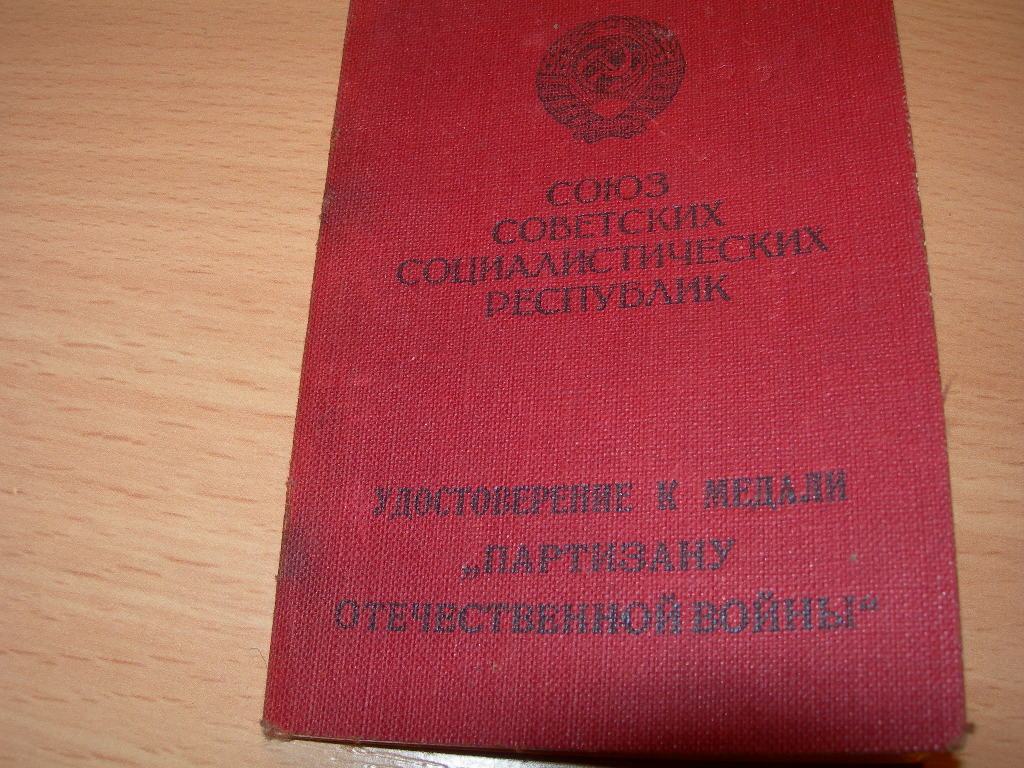 СОЮЗ
СОВЕТСКИХ
СОЦИАЛИСТИЧЕСКИХ
РЕСПУБЛИК
УДОСТОВЕРЕНИЕ К МЕДАЛИ
„ПАРТИЗАНУ
ОТЕЧЕСТВЕННОЙ ВОЙНЫ“